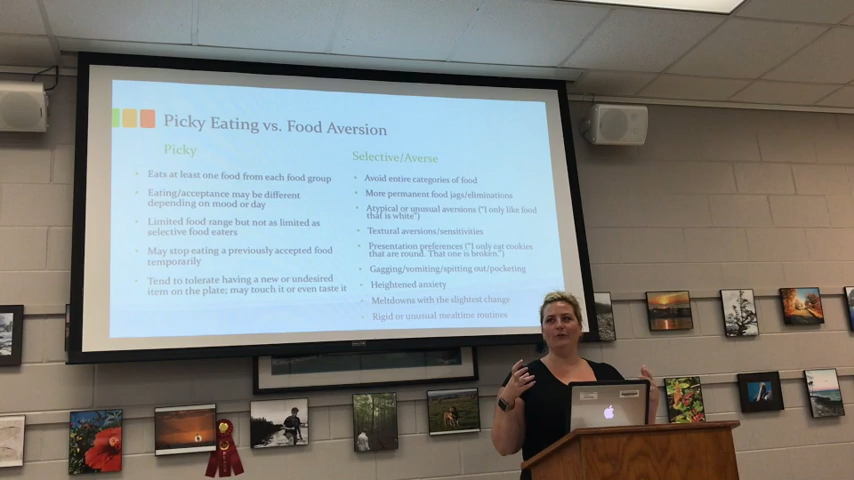 Picky Eating vs. Food Aversion
Picky
Eats at least one food from each food group
Eating/acceptance may be different
depending on mood or day
Limited food range but not as limited as
selective food eaters
May stop eating a previously accepted food
temporarily
Tend to tolerate having a new or undesired
item on the plate; may touch it or even taste it
Selective/Averse
Avoid entire categories of food
More permanent food jags/eliminations
Atypical or unusual aversions ("I only like food
that is white")
Textural aversions/sensitivities
Presentation preferences ("I only eat cookies
that are round. That one is broken.")
Gagging/vomiting/spitting out/pocketing
Heightened anxiety
Meltdowns with the slightest change
Rigid or unusual mealtime routines